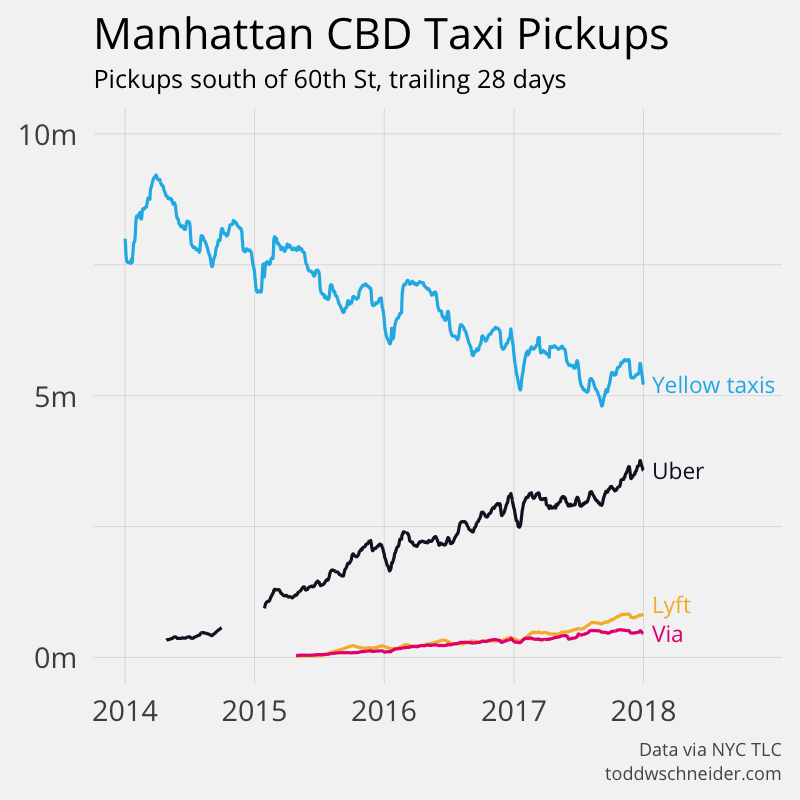 Manhattan CBD Taxi Pickups
Pickups south of 60th St, trailing 28 days
10m
5m
Yellow taxis
Uber
Lyft
Via
0m
2014 2015 2016 2017 2018
Data via NYC TLC
toddwschneider.com